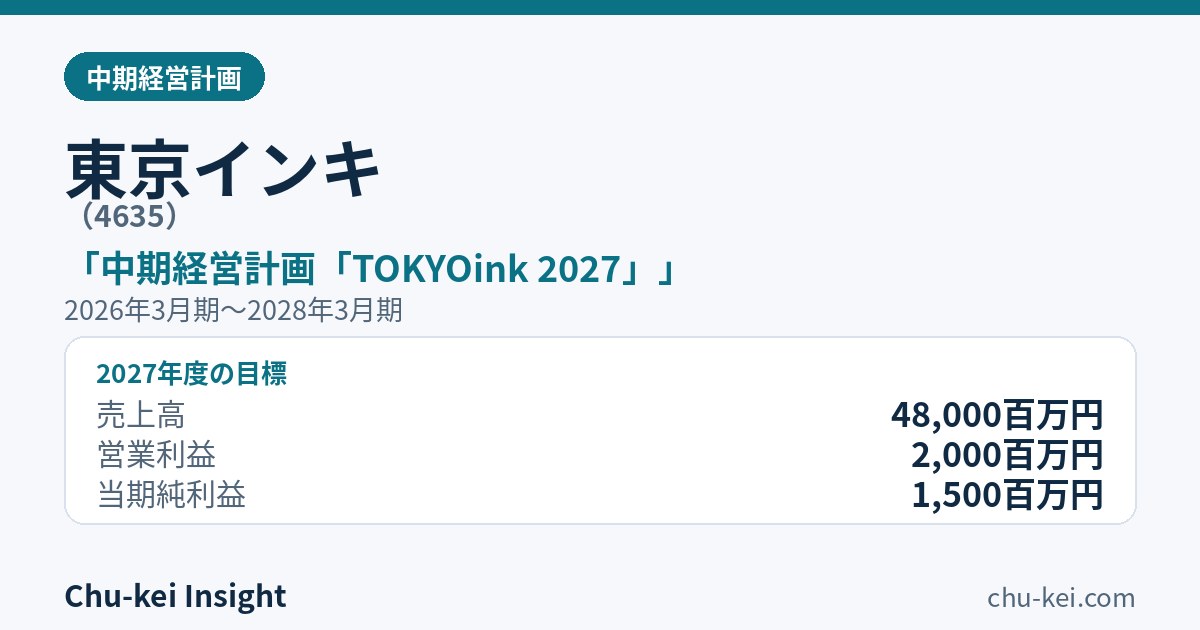 中期経営計画
東京インキ
（4635）
「中期経営計画「TOKYOink 2027」」
2026年3月期～2028年3月期
2027年度の目標
売上高 48,000百万円
営業利益 2,000百万円
当期純利益 1,500百万円
Chu-kei Insight chu-kei.com